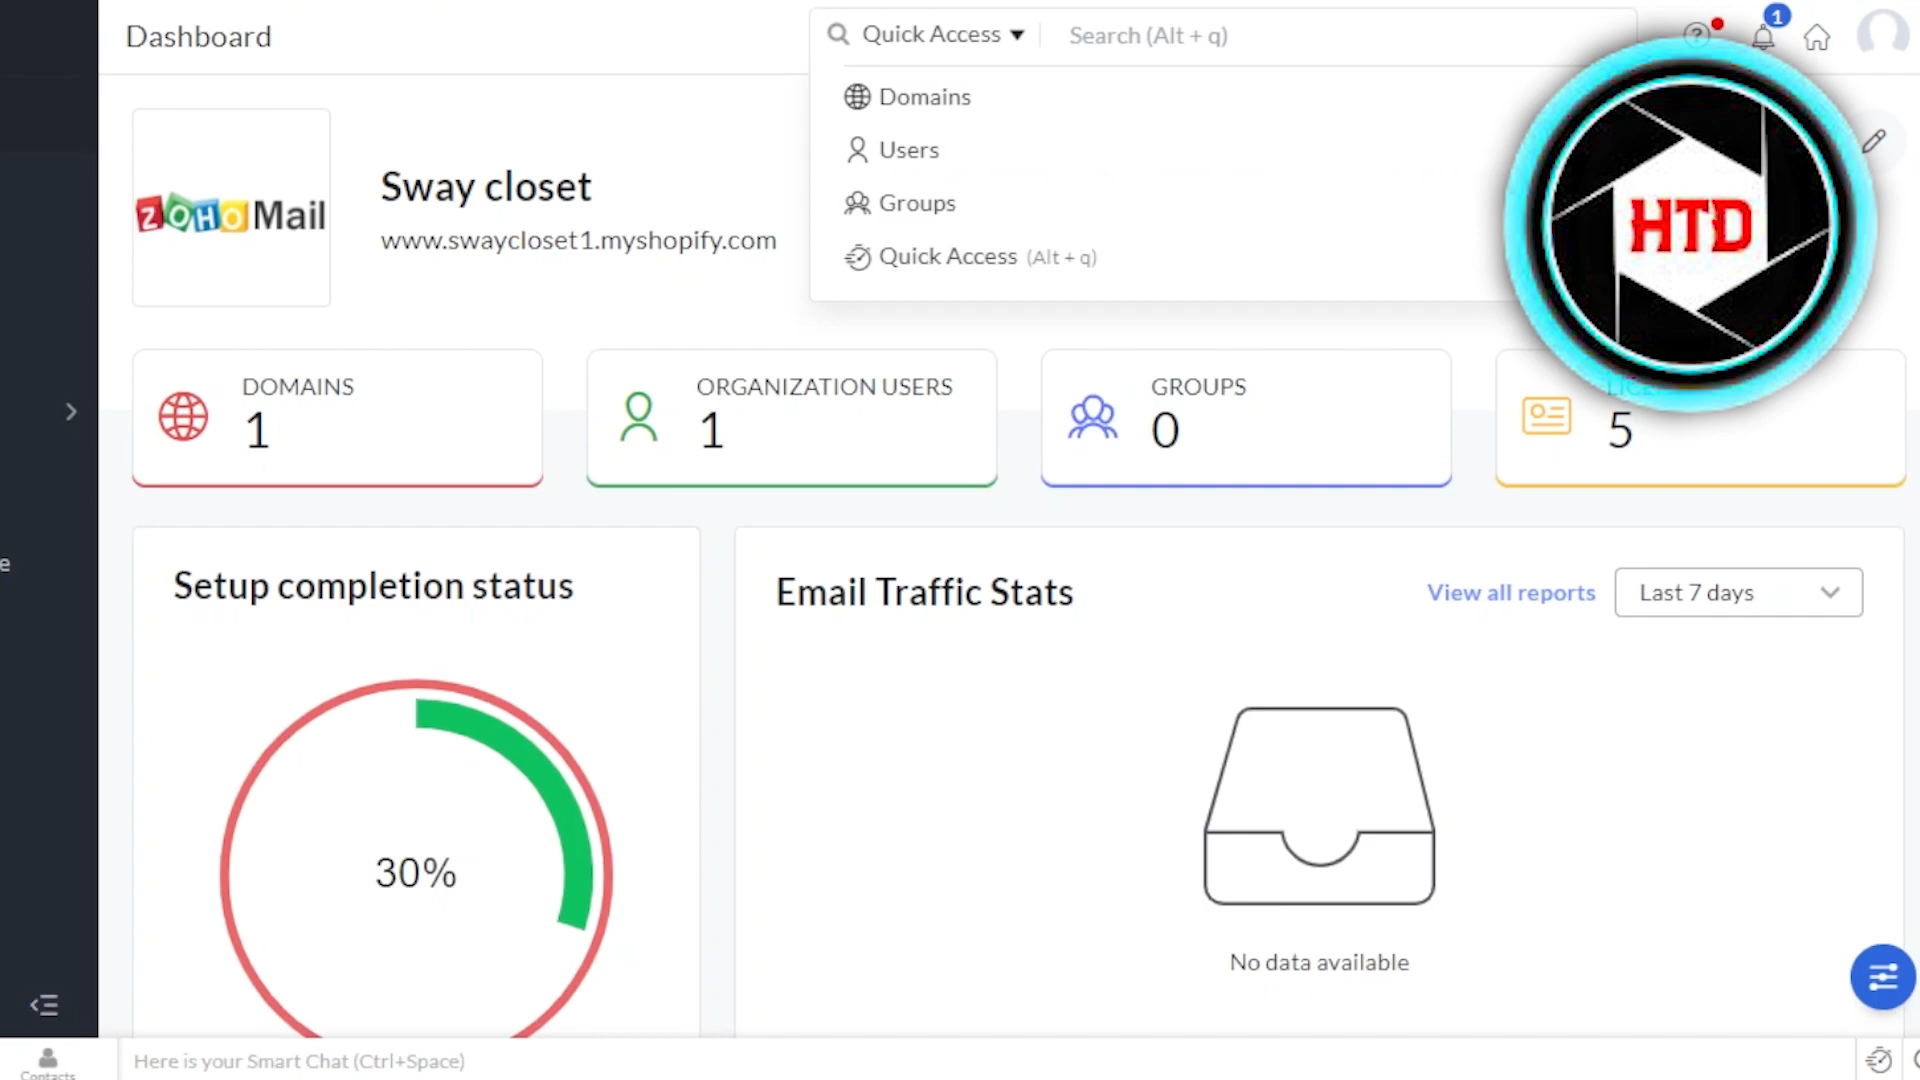 Dashboard
Quick Access
Search (Alt + q)
1
Domains
Users
Groups
Quick Access (Alt + q)
ZOHO Mail
Sway closet
www.swaycloset1.myshopify.com
HTD
DOMAINS
1
ORGANIZATION USERS
1
GROUPS
0
5
e
Setup completion status
30%
Email Traffic Stats
View all reports
Last 7 days
No data available
Contacts
Here is your Smart Chat (Ctrl+Space)